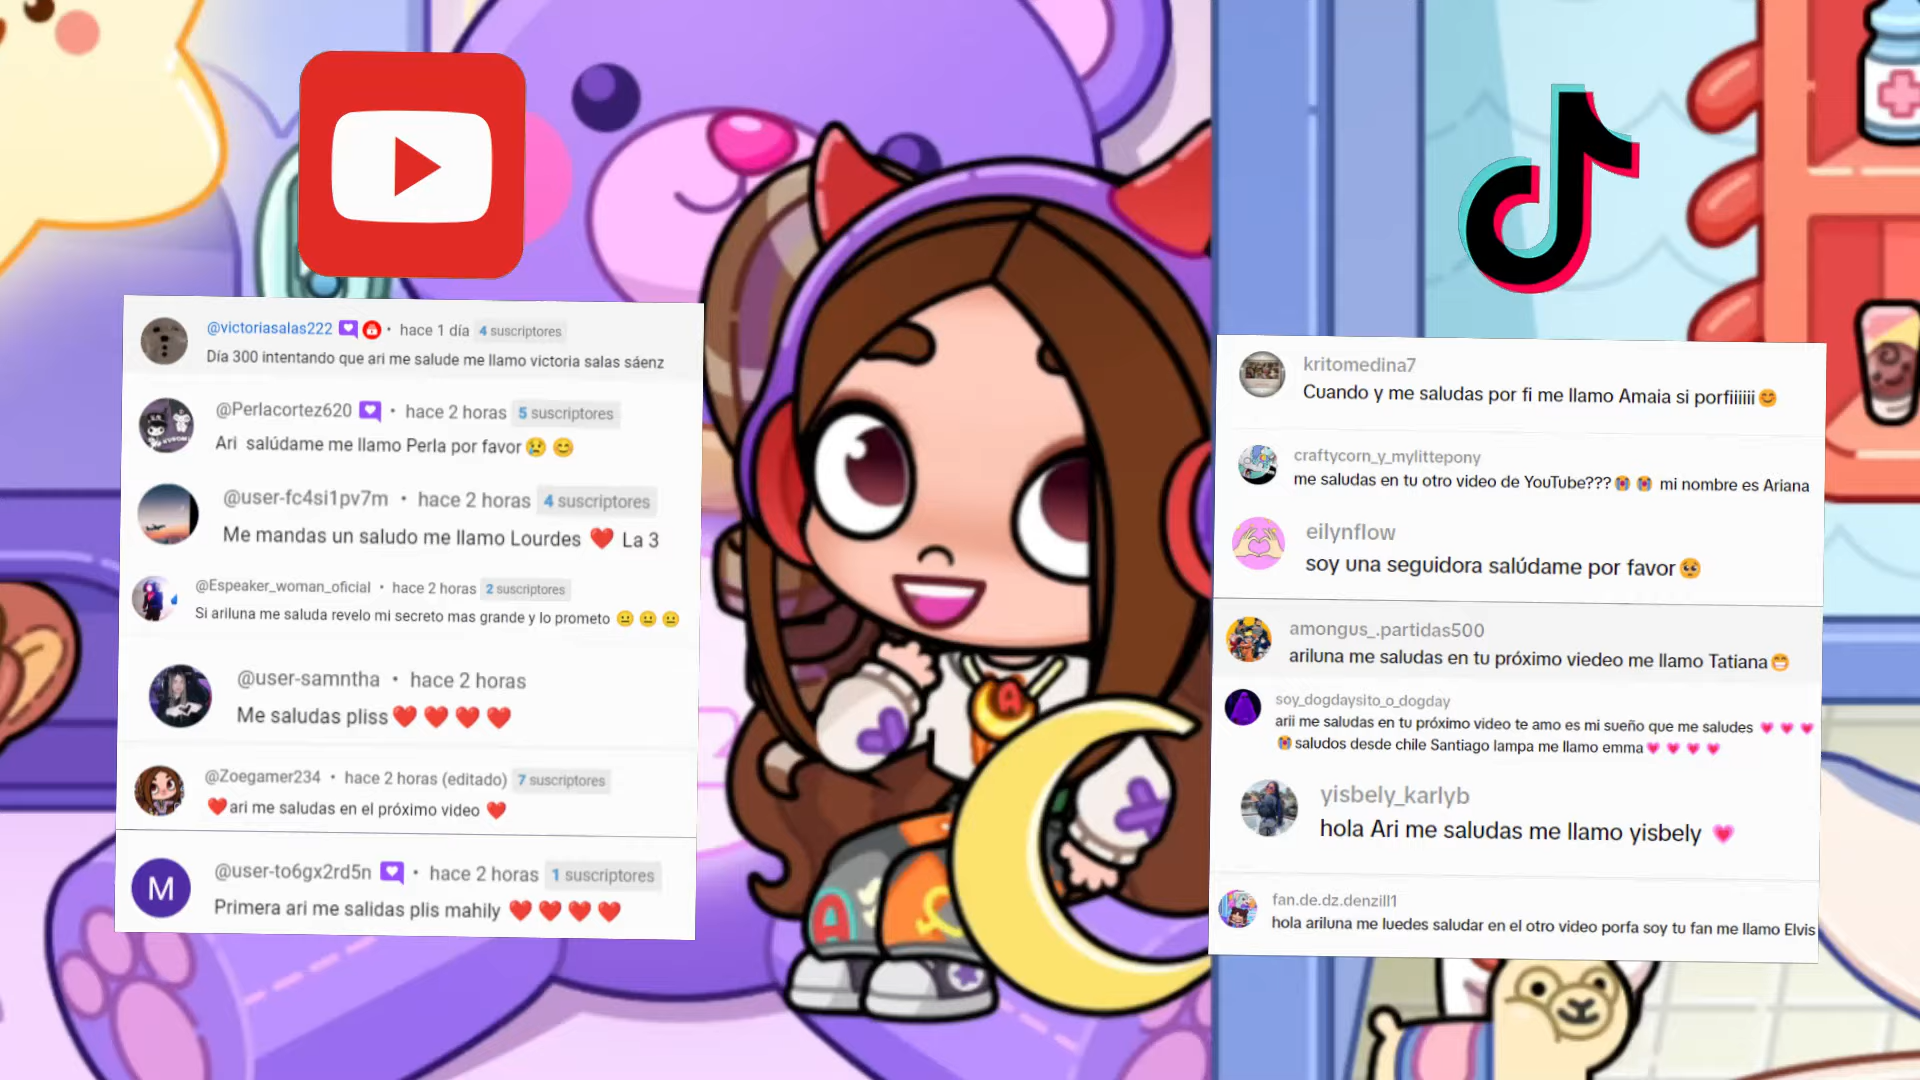 @victoriasalas222 • hace 1 día 4 suscriptores
Día 300 intentando que ari me salude me llamo victoria salas sáenz
@Perlacortez620 • hace 2 horas 5 suscriptores
Ari salúdame me llamo Perla por favor😢 😊
@user-fc4si1pv7m • hace 2 horas 4 suscriptores
Me mandas un saludo me llamo Lourdes ❤️ La 3
@Espeaker_woman_oficial • hace 2 horas 2 suscriptores
Si ariluna me saluda revelo mi secreto mas grande y lo prometo 😐 😐 😐
@user-samntha • hace 2 horas
Me saludas pliss❤️ ❤️ ❤️ ❤️
@Zoegamer234 • hace 2 horas (editado) 7 suscriptores
❤️ari me saludas en el próximo video ❤️
M
@user-to6gx2rd5n • hace 2 horas 1 suscriptores
Primera ari me salidas plis mahily ❤️ ❤️ ❤️ ❤️
A
A
kritomedina7
Cuando y me saludas por fi me llamo Amaia si porfiiiiii😊
craftycorn_y_mylittepony
me saludas en tu otro video de YouTube???😭 😭 mi nombre es Ariana
eilynflow
soy una seguidora salúdame por favor🥺
amongus_.partidas500
ariluna me saludas en tu próximo viedeo me llamo Tatiana😁
soy_dogdaysito_o_dogday
arii me saludas en tu próximo video te amo es mi sueño que me saludes 💗 💗 💗
😭saludos desde chile Santiago lampa me llamo emma💗 💗 💗 💗
yisbely_karlyb
hola Ari me saludas me llamo yisbely 💗
fan.de.dz.denzill1
hola ariluna me luedes saludar en el otro video porfa soy tu fan me llamo Elvis